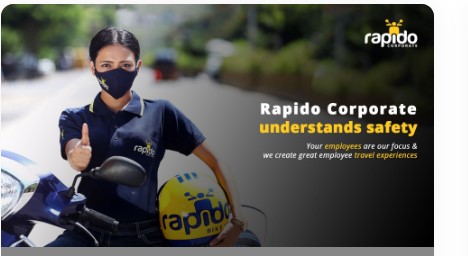 rapido
CORPORATE
Rapido Corporate
understands safety
Your employees are our focus &
we create great employee travel experiences
rapido
rapido
BIKE